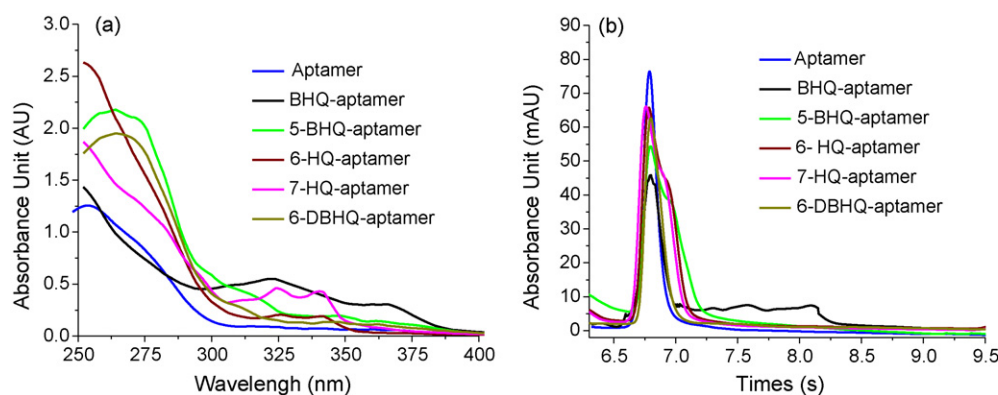 (a)
Absorbance Unit (AU)
3.0
2.5
2.0
1.5
1.0
0.5
0.0
250
275
300
325
350
375
400
Wavelengh (nm)
Aptamer
BHQ-aptamer
5-BHQ-aptamer
6-HQ-aptamer
7-HQ-aptamer
6-DBHQ-aptamer
(b)
Absorbance Unit (mAU)
90
80
70
60
50
40
30
20
10
0
6.5
7.0
7.5
8.0
8.5
9.0
9.5
Times (s)
Aptamer
BHQ-aptamer
5-BHQ-aptamer
6- HQ-aptamer
7-HQ-aptamer
6-DBHQ-aptamer